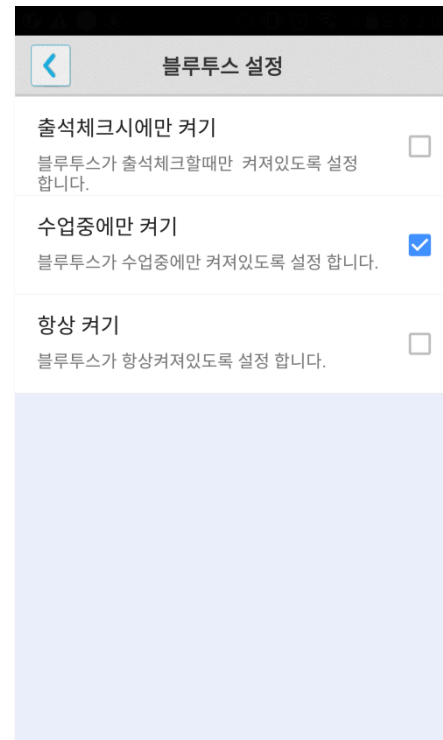 블루투스 설정
출석체크시에만 켜기
블루투스가 출석체크할때만  켜져있도록 설정
합니다.
수업중에만 켜기
블루투스가 수업중에만 켜져있도록 설정 합니다.
항상 켜기
블루투스가 항상켜져있도록 설정 합니다.